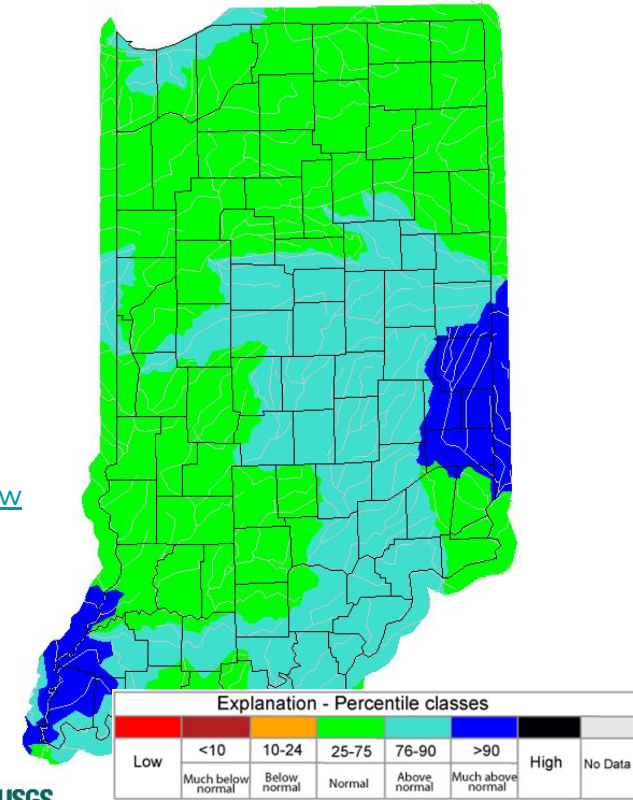 w
Explanation - Percentile classes
Low
<10
10-24
25-75
76-90
>90
High
No Data
Much below normal
Below normal
Normal
Above normal
Much above normal
USGS